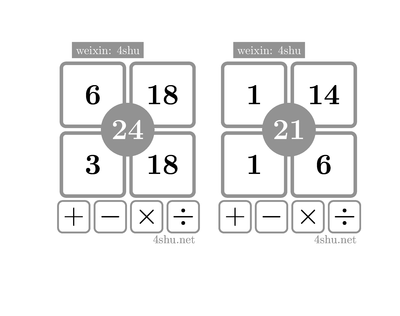 weixin: 4shu weixin: 4shu
6 18 1 14
24 21
3 18 1 6
+ − × ÷ + − × ÷
4shu.net 4shu.net